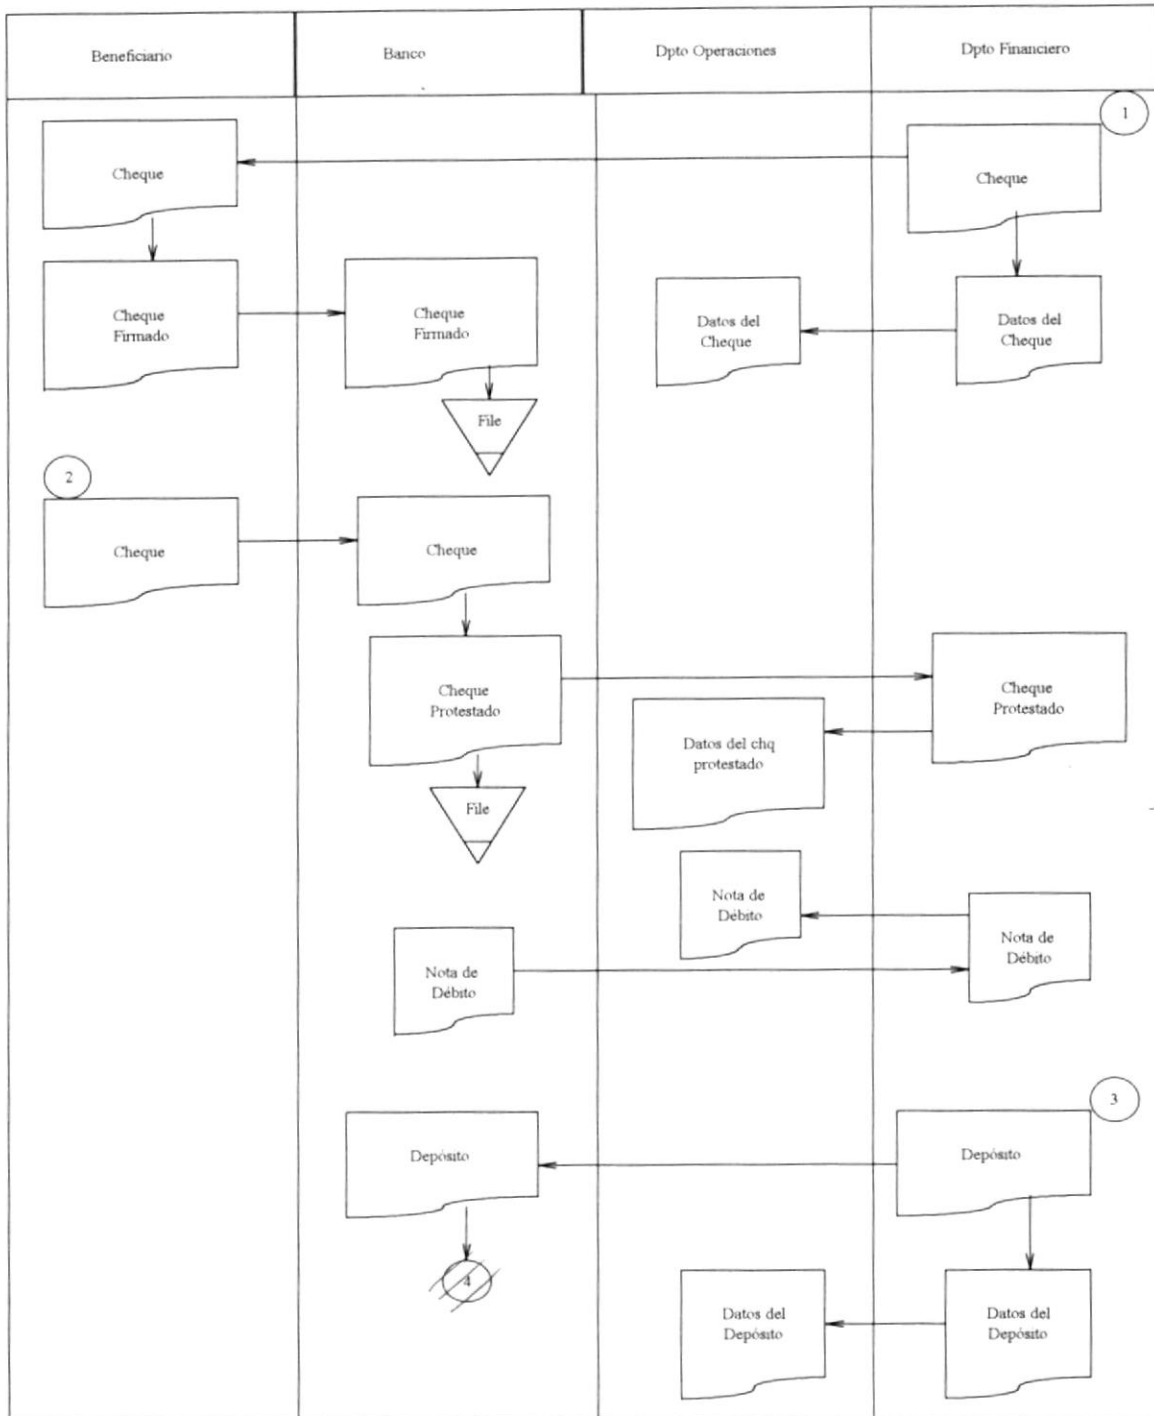 Beneficiario
Banco
Dpto Operaciones
Dpto Financiero
1
Cheque
Cheque
Cheque
Firmado
Cheque
Firmado
Datos del
Cheque
Datos del
Cheque
File
2
Cheque
Cheque
Cheque
Protestado
Cheque
Protestado
Datos del chq
protestado
File
Nota de
Débito
Nota de
Débito
Nota de
Débito
3
Depósito
Depósito
4
Datos del
Depósito
Datos del
Depósito